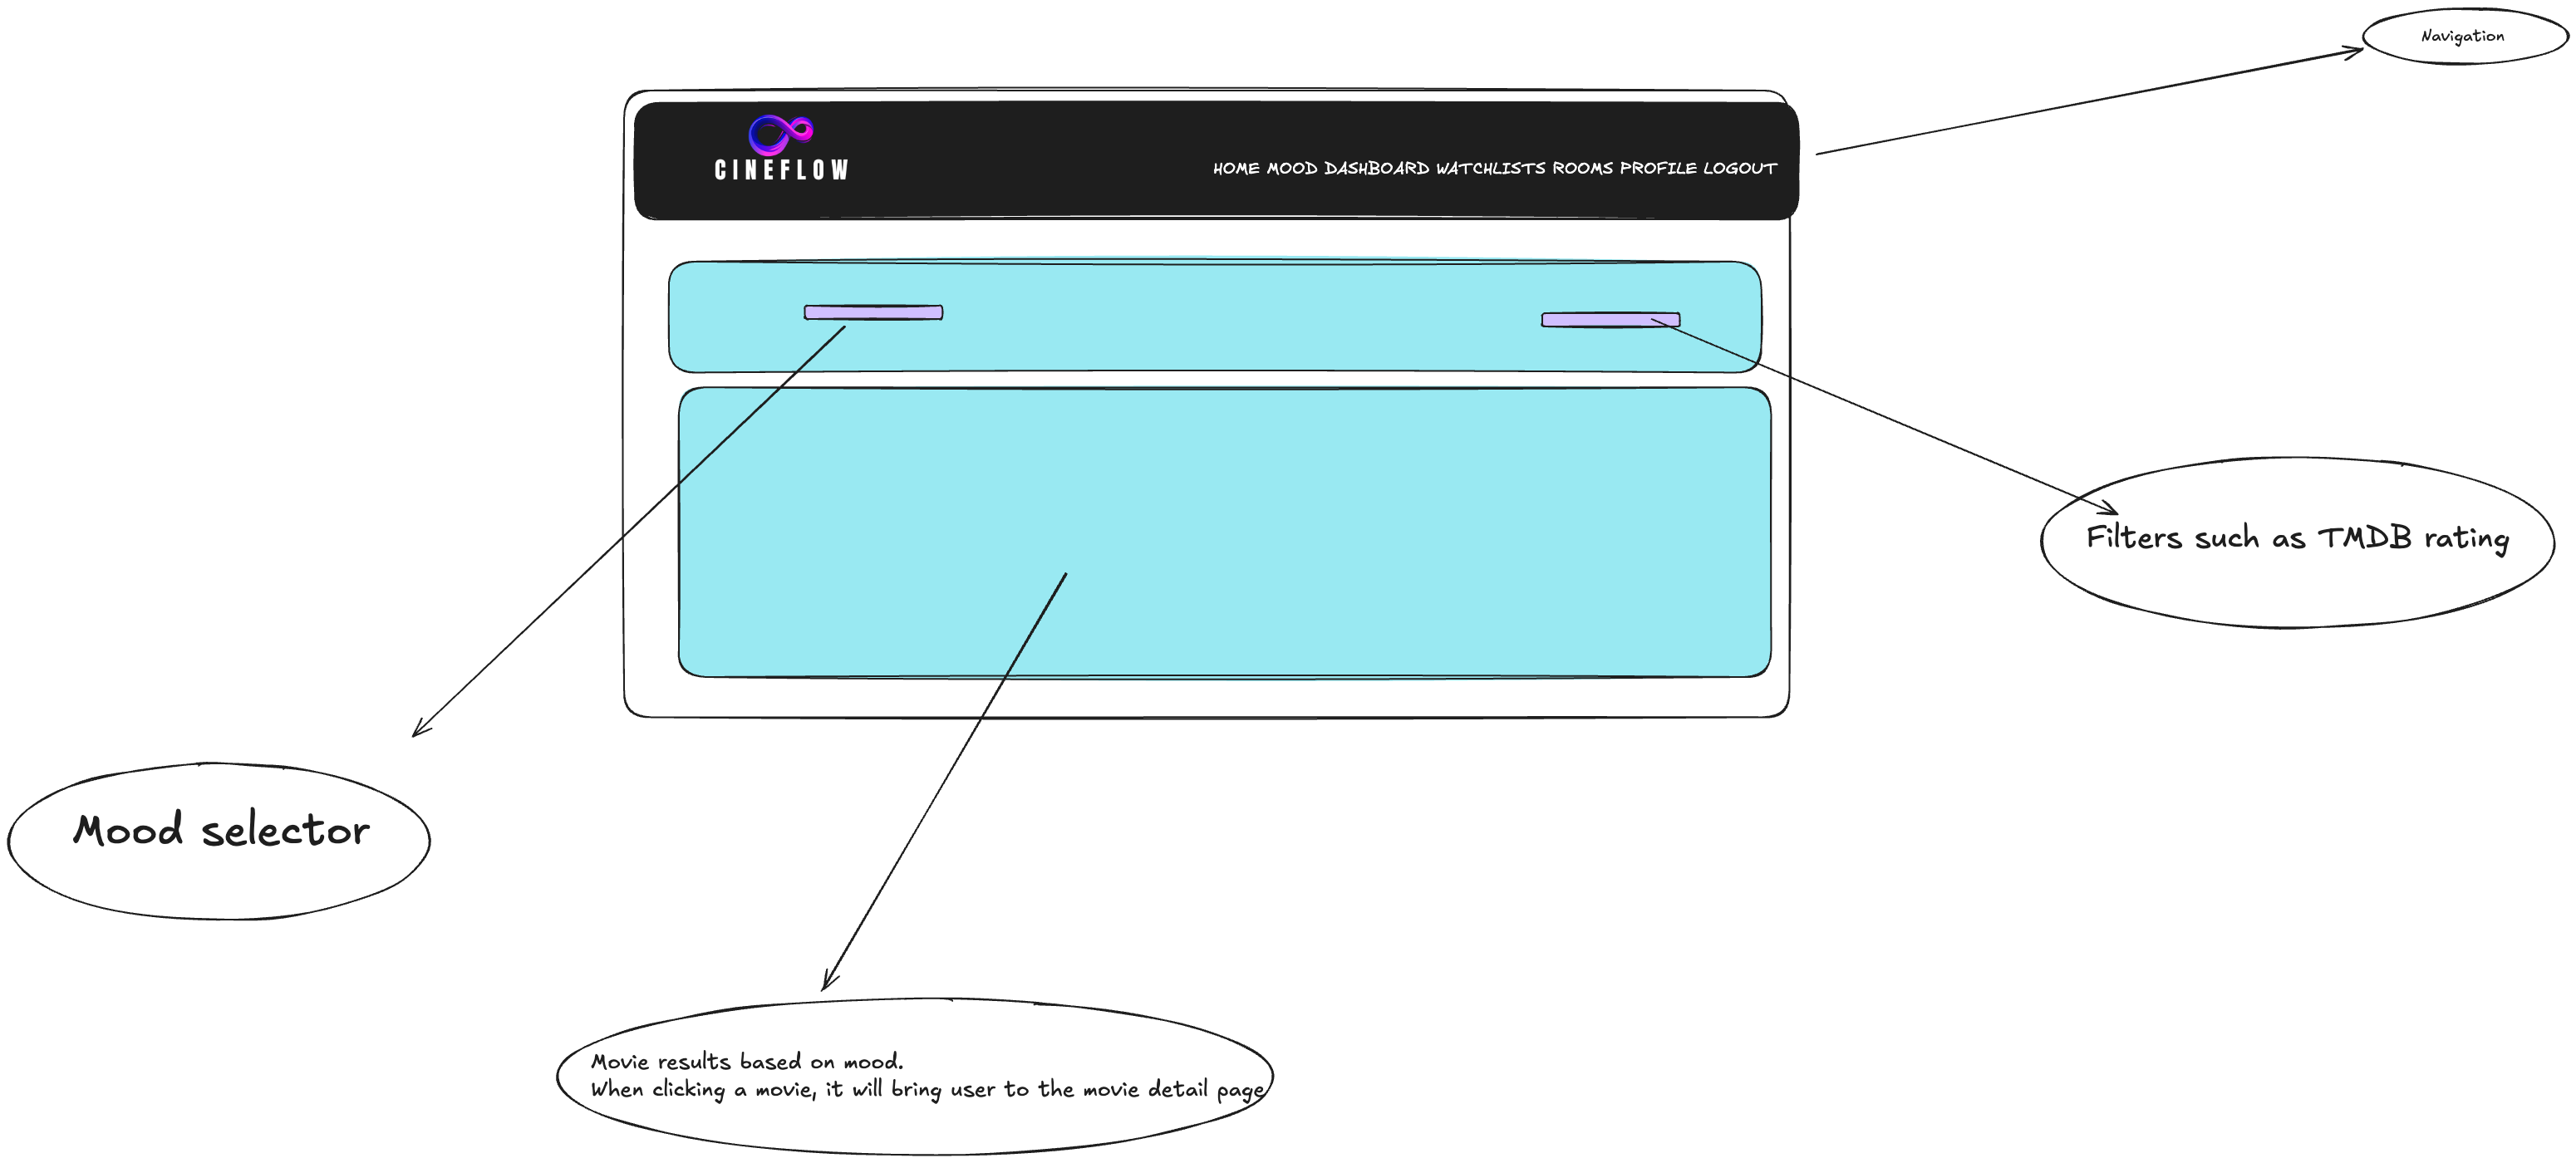 Navigation
CINEFLOW
HOME MOOD DASHBOARD WATCHLISTS ROOMS PROFILE LOGOUT
Filters such as TMDB rating
Mood selector
Movie results based on mood.
When clicking a movie, it will bring user to the movie detail page